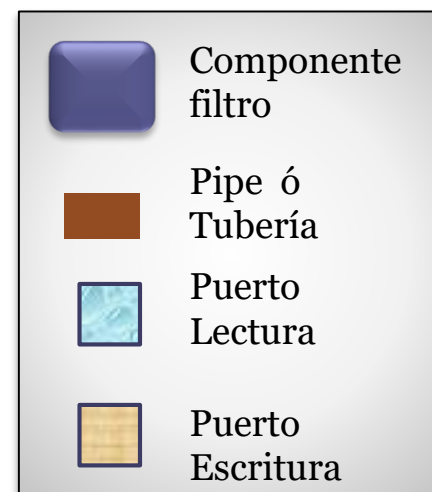 Componente
filtro
Pipe ó
Tubería
Puerto
Lectura
Puerto
Escritura